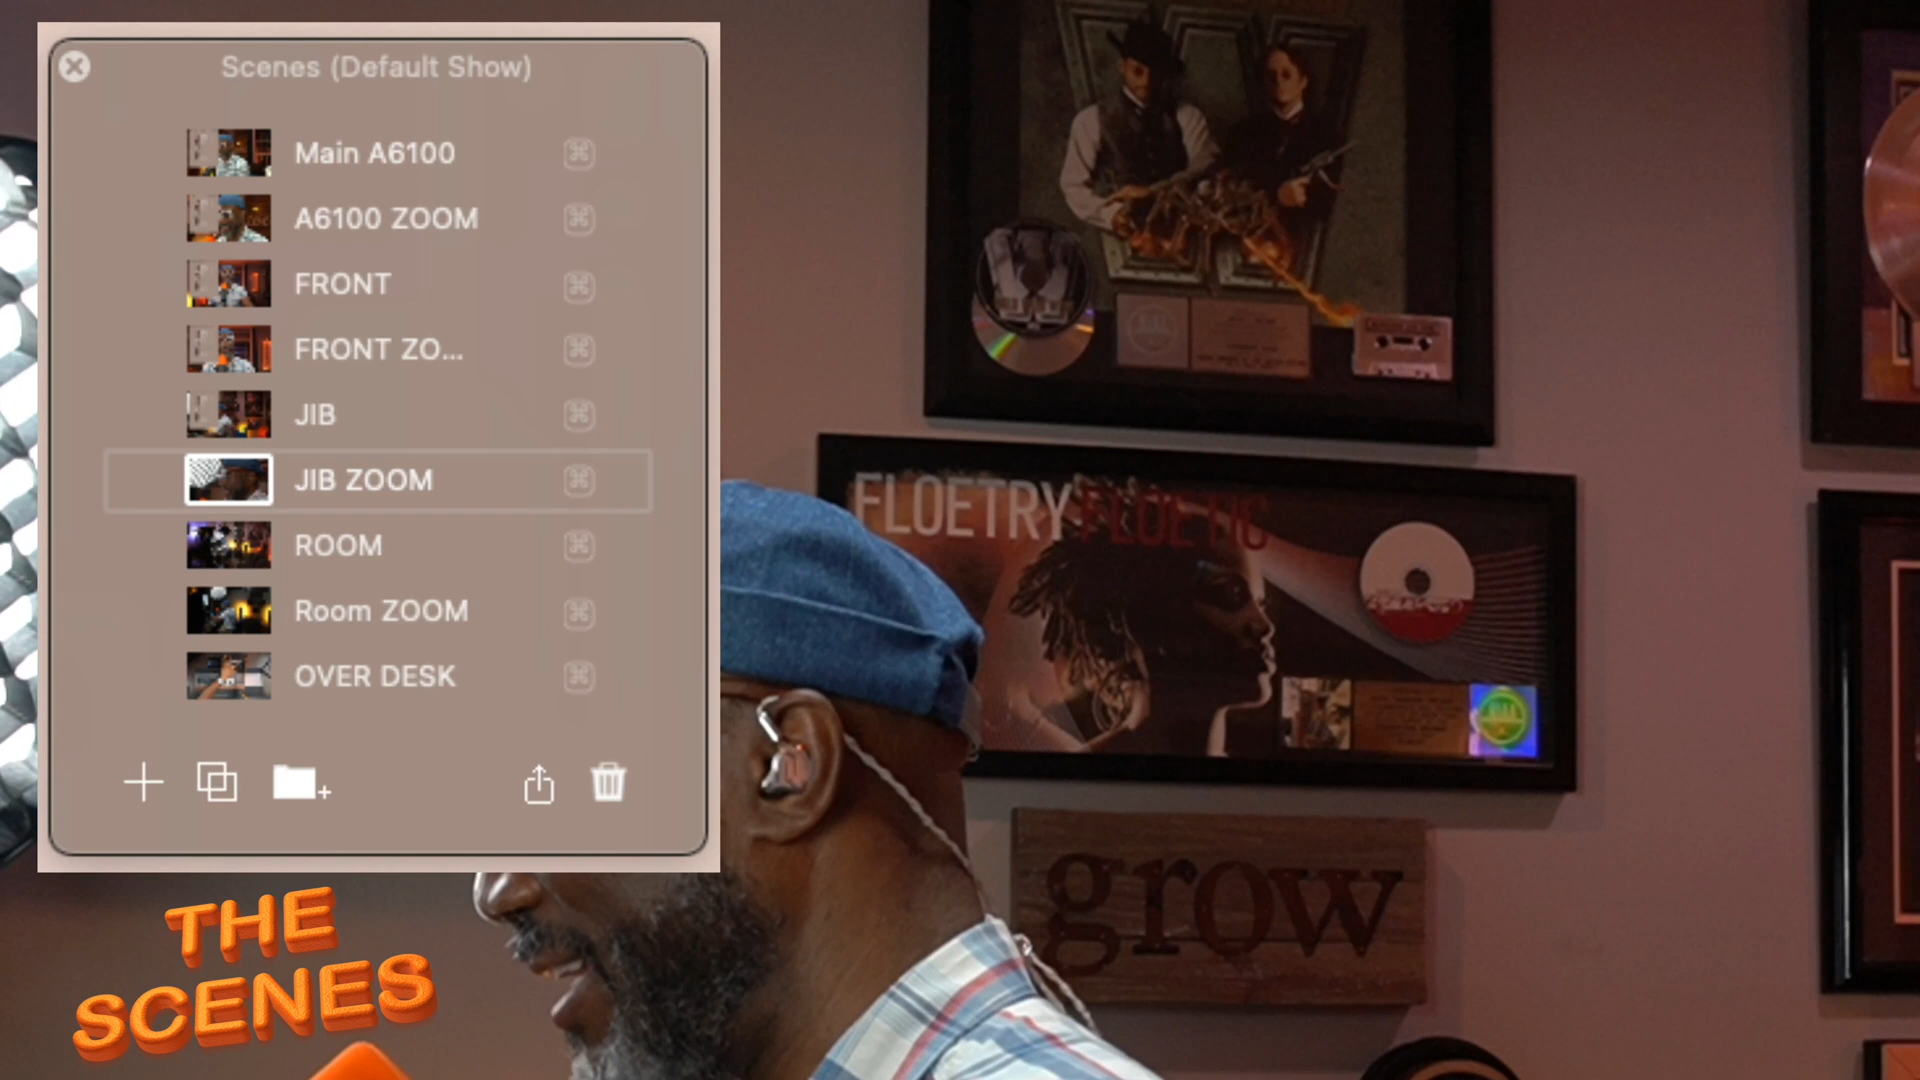 Scenes (Default Show)
Main A6100
A6100 ZOOM
FRONT
FRONT ZO...
JIB
JIB ZOOM
ROOM
Room ZOOM
OVER DESK
THE
SCENES
FLOETRY FLOETIC
grow